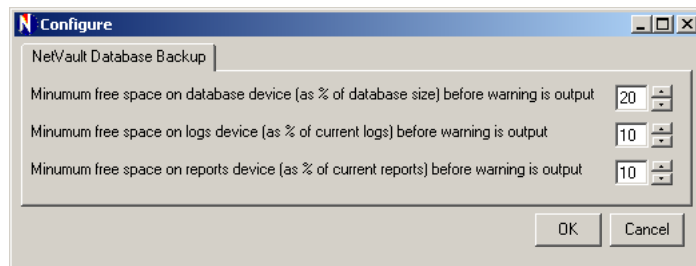 Configure
NetVault Database Backup
Minumum free space on database device (as % of database size) before warning is output 20
Minimum free space on logs device (as % of current logs) before warning is output 10
Minimum free space on reports device (as % of current reports) before warning is output 10
OK Cancel